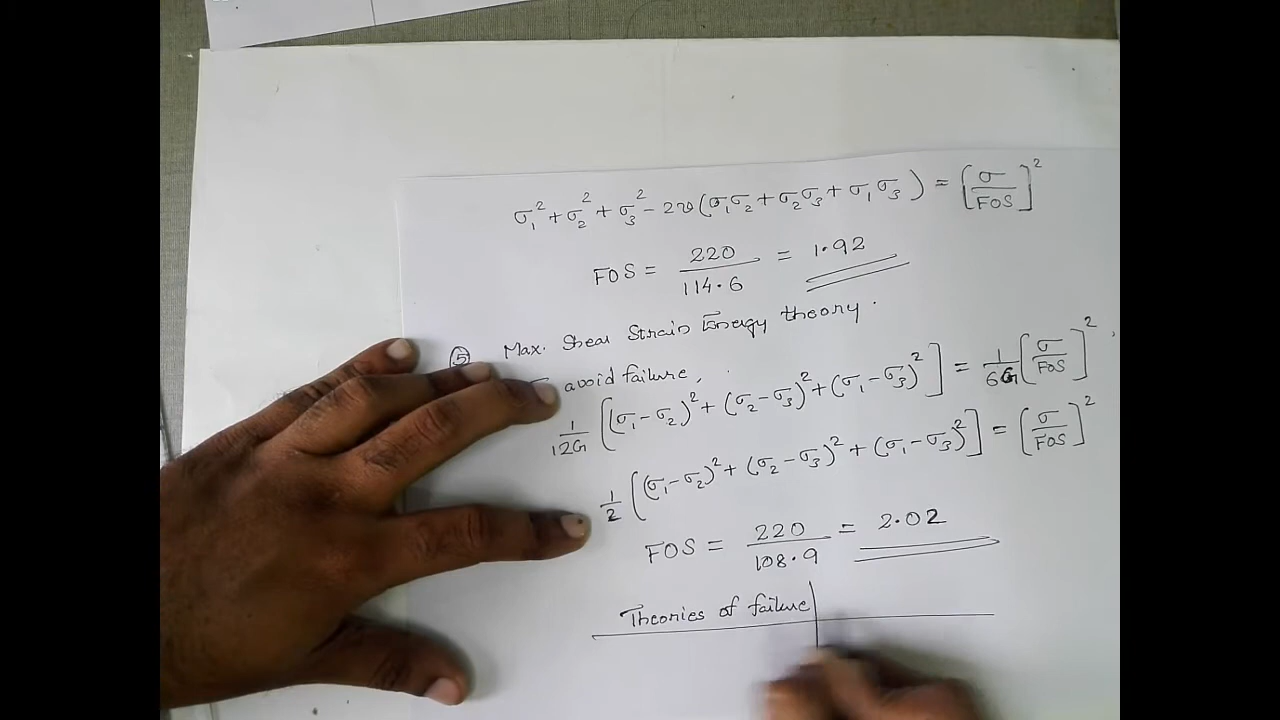 σ₁² + σ₂² + σ₃² − 2υ(σ₁σ₂ + σ₂σ₃ + σ₁σ₃) = [σ/FOS]²
FOS = 220/114.6 = 1.92
⑤ Max. Shear Strain Energy theory.
avoid failure,
1/12G [(σ₁−σ₂)² + (σ₂−σ₃)² + (σ₁−σ₃)²] = 1/6G [σ/FOS]²,
1/2 [(σ₁−σ₂)² + (σ₂−σ₃)² + (σ₁−σ₃)²] = [σ/FOS]²
FOS = 220/108.9 = 2.02
Theories of failure